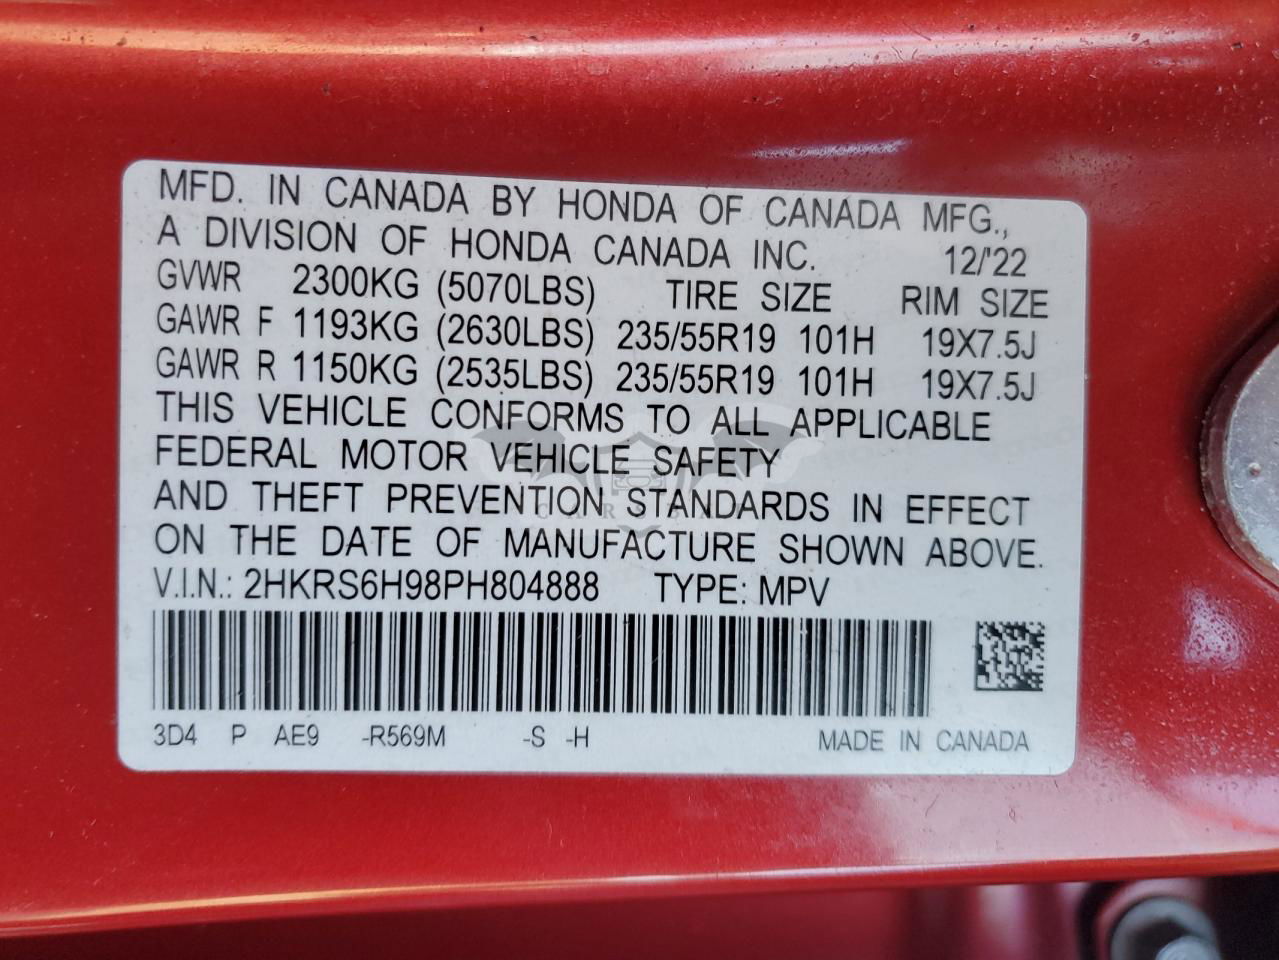 MFD. IN CANADA BY HONDA OF CANADA MFG.,
A DIVISION OF HONDA CANADA INC. 12/'22
GVWR 2300KG (5070LBS) TIRE SIZE RIM SIZE
GAWR F 1193KG (2630LBS) 235/55R19 101H 19X7.5J
GAWR R 1150KG (2535LBS) 235/55R19 101H 19X7.5J
THIS VEHICLE CONFORMS TO ALL APPLICABLE
FEDERAL MOTOR VEHICLE SAFETY
AND THEFT PREVENTION STANDARDS IN EFFECT
ON THE DATE OF MANUFACTURE SHOWN ABOVE.
V.I.N.: 2HKRS6H98PH804888 TYPE: MPV
3D4 P AE9 -R569M -S -H MADE IN CANADA